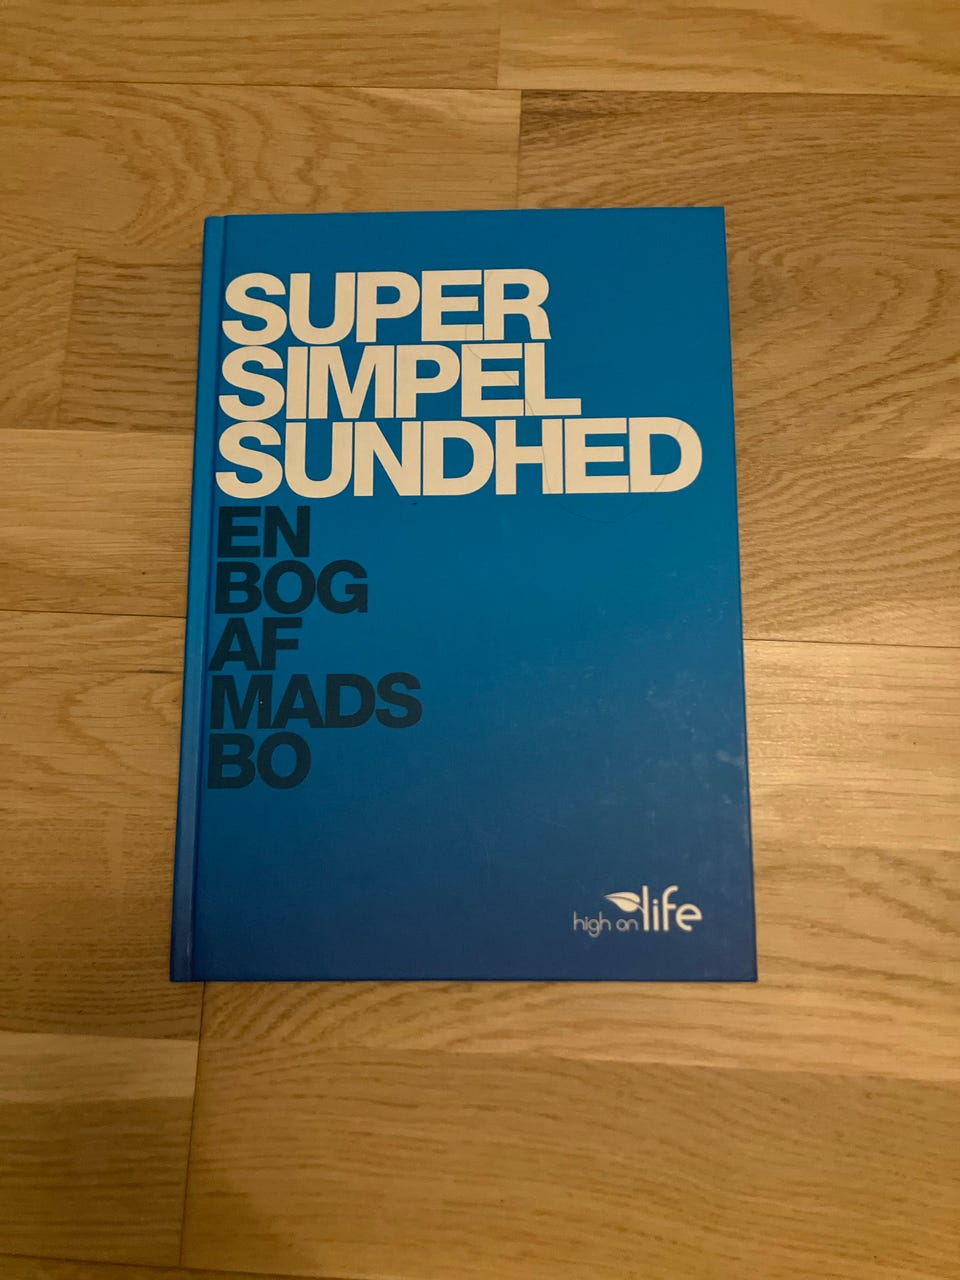 SUPER
SIMPEL
SUNDHED
EN
BOG
AF
MADS
BO
high on life